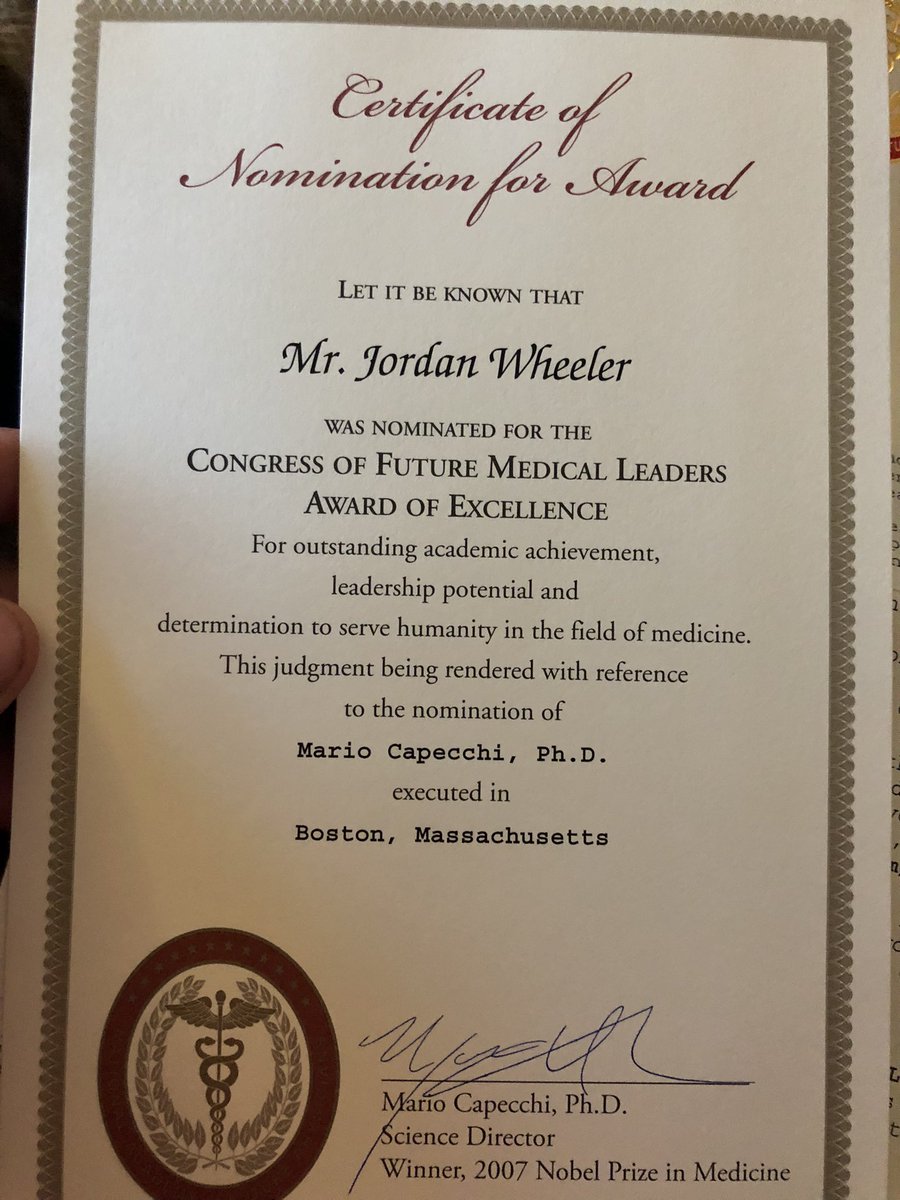 Certificate of
Nomination for Award
LET IT BE KNOWN THAT
Mr. Jordan Wheeler
WAS NOMINATED FOR THE
CONGRESS OF FUTURE MEDICAL LEADERS
AWARD OF EXCELLENCE
For outstanding academic achievement,
leadership potential and
determination to serve humanity in the field of medicine.
This judgment being rendered with reference
to the nomination of
Mario Capecchi, Ph.D.
executed in
Boston, Massachusetts
Mario Capecchi, Ph.D.
Science Director
Winner, 2007 Nobel Prize in Medicine